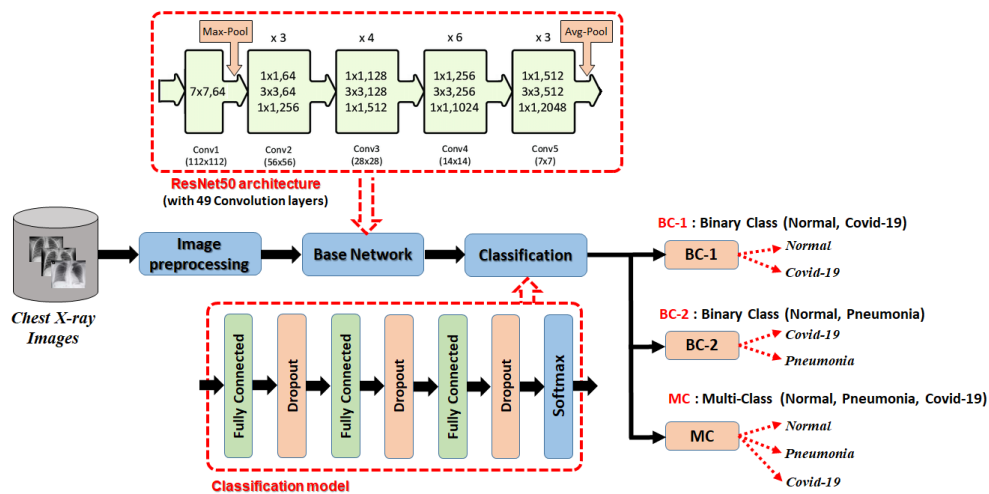 Max-Pool
x 3
x 4
x 6
x 3
Avg-Pool
7x7,64
1x1,64
3x3,64
1x1,256
1x1,128
3x3,128
1x1,512
1x1,256
3x3,256
1x1,1024
1x1,512
3x3,512
1x1,2048
Conv1
(112x112)
Conv2
(56x56)
Conv3
(28x28)
Conv4
(14x14)
Conv5
(7x7)
ResNet50 architecture
(with 49 Convolution layers)
Chest X-ray
Images
Image
preprocessing
Base Network
Classification
BC-1 : Binary Class (Normal, Covid-19)
BC-1
Normal
Covid-19
BC-2 : Binary Class (Normal, Pneumonia)
BC-2
Covid-19
Pneumonia
MC : Multi-Class (Normal, Pneumonia, Covid-19)
MC
Normal
Pneumonia
Covid-19
Fully Connected
Dropout
Fully Connected
Dropout
Fully Connected
Dropout
Softmax
Classification model